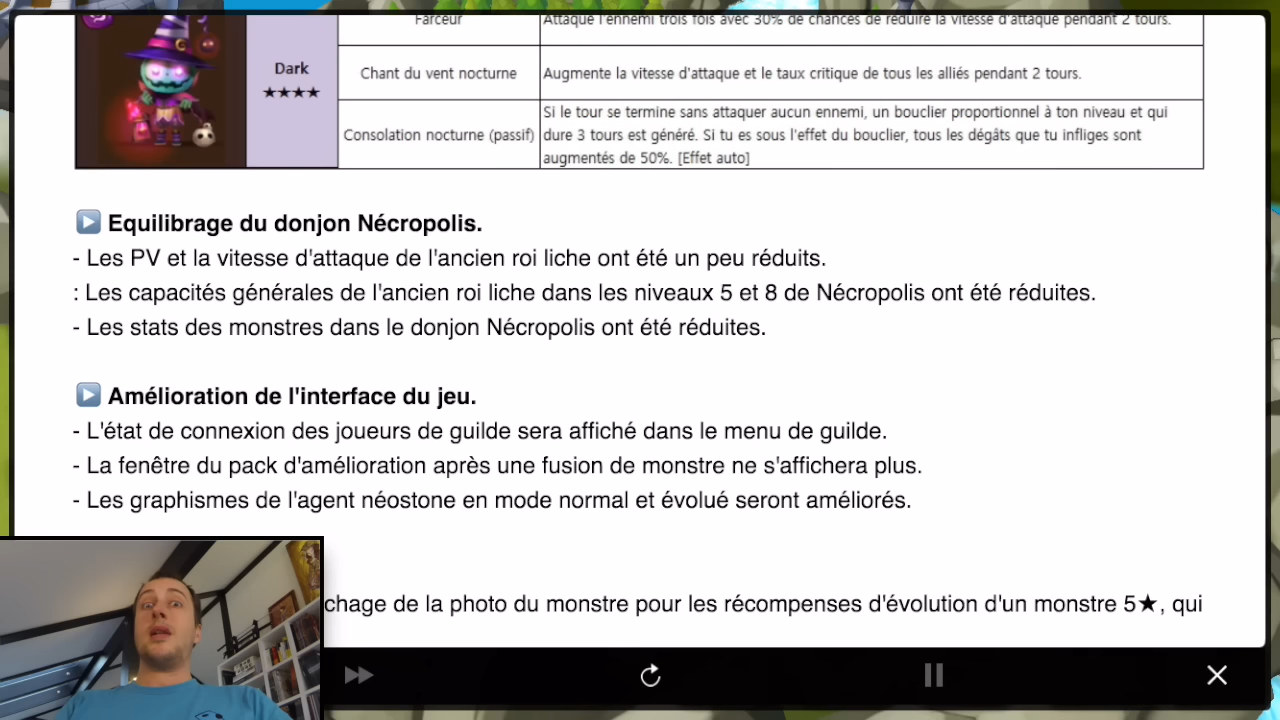 Farceur
Attaque l'ennemi trois fois avec 30% de chances de réduire la vitesse d'attaque pendant 2 tours.
Dark
★★★★
Chant du vent nocturne
Augmente la vitesse d'attaque et le taux critique de tous les alliés pendant 2 tours.
Consolation nocturne (passif)
Si le tour se termine sans attaquer aucun ennemi, un bouclier proportionnel à ton niveau et qui
dure 3 tours est généré. Si tu es sous l'effet du bouclier, tous les dégâts que tu infliges sont
augmentés de 50%. [Effet auto]
Equilibrage du donjon Nécropolis.
- Les PV et la vitesse d'attaque de l'ancien roi liche ont été un peu réduits.
: Les capacités générales de l'ancien roi liche dans les niveaux 5 et 8 de Nécropolis ont été réduites.
- Les stats des monstres dans le donjon Nécropolis ont été réduites.
Amélioration de l'interface du jeu.
- L'état de connexion des joueurs de guilde sera affiché dans le menu de guilde.
- La fenêtre du pack d'amélioration après une fusion de monstre ne s'affichera plus.
- Les graphismes de l'agent néostone en mode normal et évolué seront améliorés.
chage de la photo du monstre pour les récompenses d'évolution d'un monstre 5★, qui